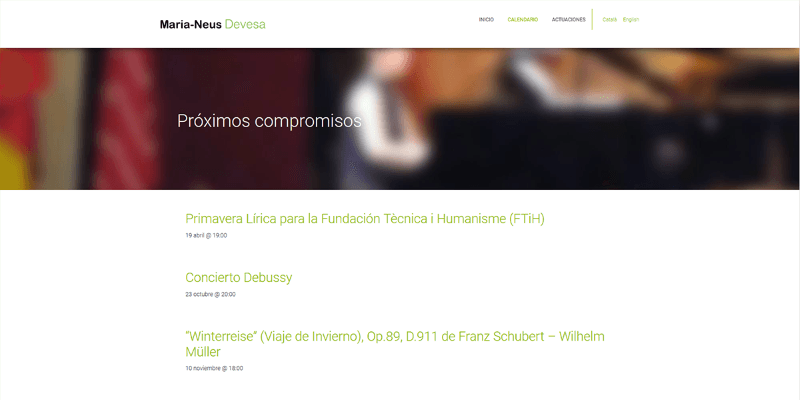 Maria-Neus Devesa
INICIO CALENDARIO ACTUACIONES Català English
Próximos compromisos
Primavera Lírica para la Fundación Tècnica i Humanisme (FTiH)
19 abril @ 19:00
Concierto Debussy
23 octubre @ 20:00
“Winterreise” (Viaje de Invierno), Op.89, D.911 de Franz Schubert – Wilhelm
Müller
10 noviembre @ 18:00